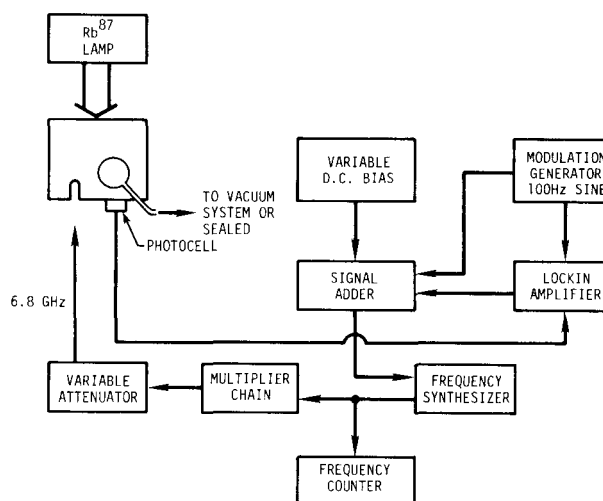 Rb87
LAMP
TO VACUUM
SYSTEM OR
SEALED
PHOTOCELL
6.8 GHz
VARIABLE
D.C. BIAS
MODULATION
GENERATOR
100Hz SINE
SIGNAL
ADDER
LOCKIN
AMPLIFIER
VARIABLE
ATTENUATOR
MULTIPLIER
CHAIN
FREQUENCY
SYNTHESIZER
FREQUENCY
COUNTER